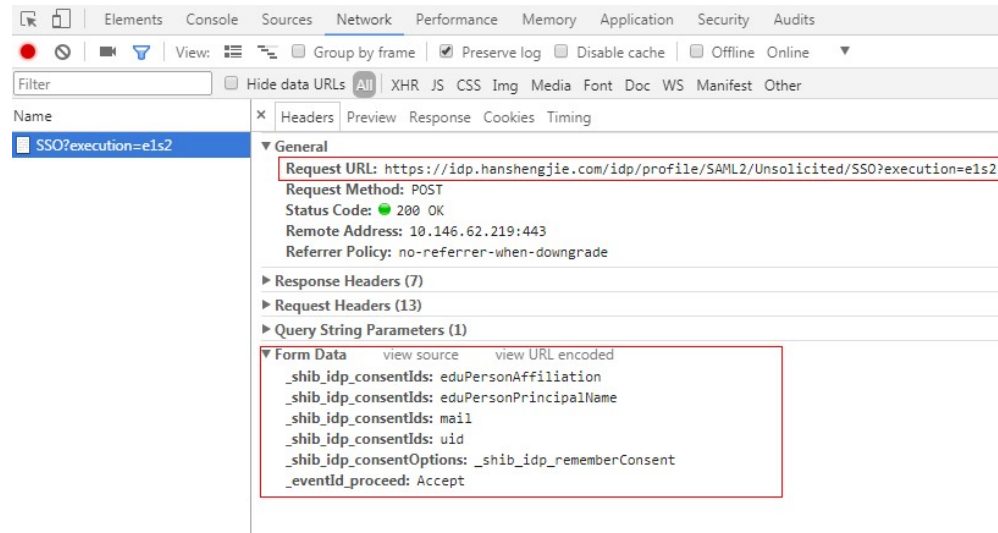 Elements Console Sources Network Performance Memory Application Security Audits
View: Group by frame Preserve log Disable cache Offline Online
Filter Hide data URLs All XHR JS CSS Img Media Font Doc WS Manifest Other
Name × Headers Preview Response Cookies Timing
SSO?execution=e1s2
General
Request URL: https://idp.hanshengjie.com/idp/profile/SAML2/Unsolicited/SSO?execution=e1s2
Request Method: POST
Status Code: 200 OK
Remote Address: 10.146.62.219:443
Referrer Policy: no-referrer-when-downgrade
Response Headers (7)
Request Headers (13)
Query String Parameters (1)
Form Data view source view URL encoded
_shib_idp_consentIds: eduPersonAffiliation
_shib_idp_consentIds: eduPersonPrincipalName
_shib_idp_consentIds: mail
_shib_idp_consentIds: uid
_shib_idp_consentOptions: _shib_idp_rememberConsent
_eventId_proceed: Accept